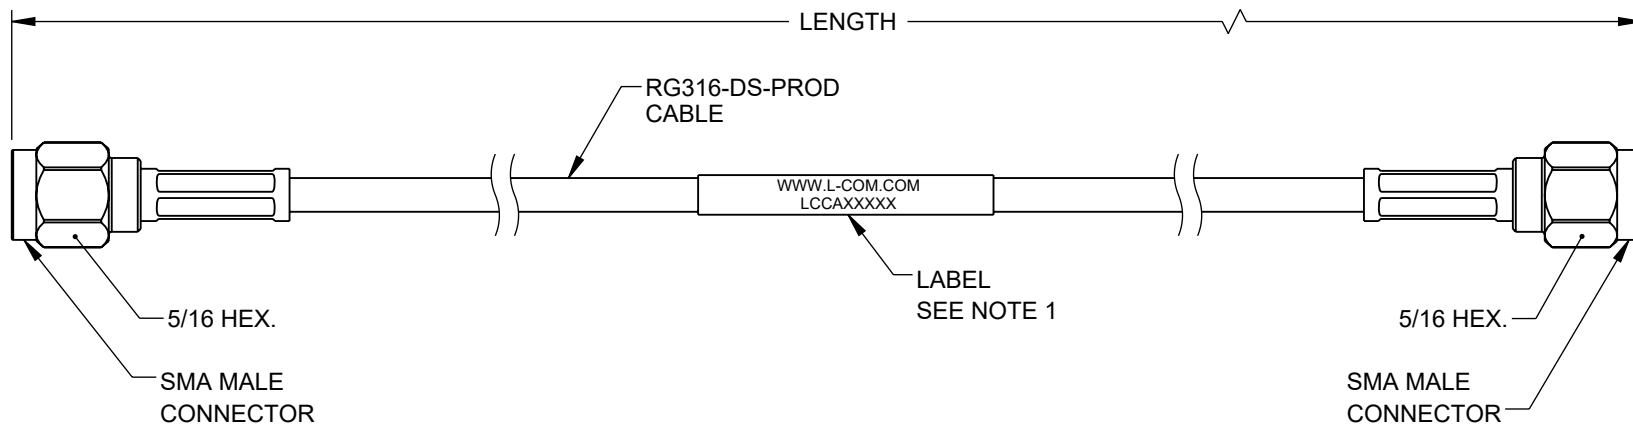 LENGTH
RG316-DS-PROD
CABLE
WWW.L-COM.COM
LCCAXXXXX
LABEL
SEE NOTE 1
5/16 HEX.
5/16 HEX.
SMA MALE
CONNECTOR
SMA MALE
CONNECTOR